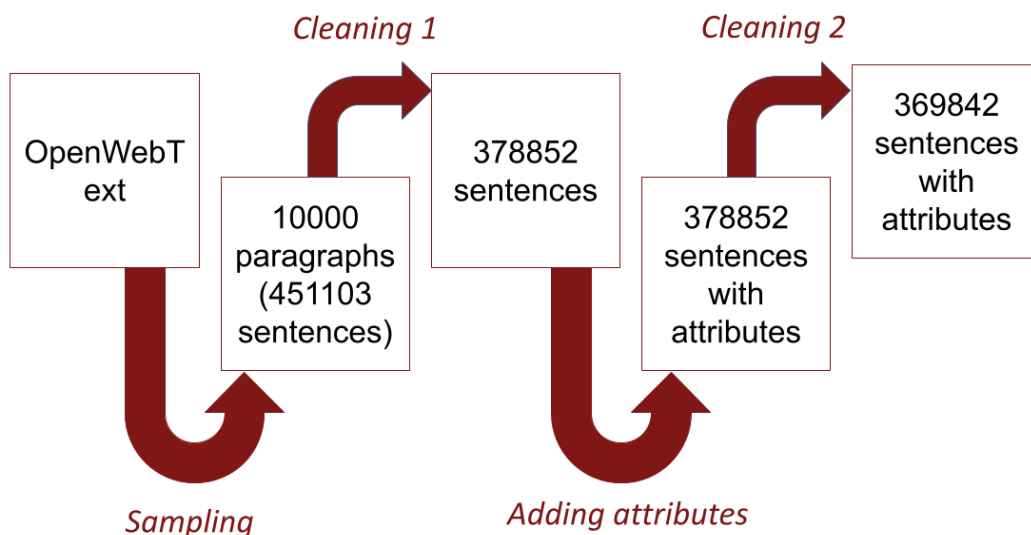 Cleaning 1
Cleaning 2
OpenWebT
ext
10000
paragraphs
(451103
sentences)
378852
sentences
378852
sentences
with
attributes
369842
sentences
with
attributes
Sampling
Adding attributes